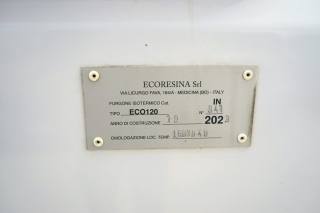 ECORESINA Srl
VIA LICURGO FAVA, 160/A - MEDICINA (BO) - ITALY
FURGONE ISOTERMICO Cat. IN
TIPO ECO120 N°
ANNO DI COSTRUZIONE 202
OMOLOGAZIONE LOC. TEMP.